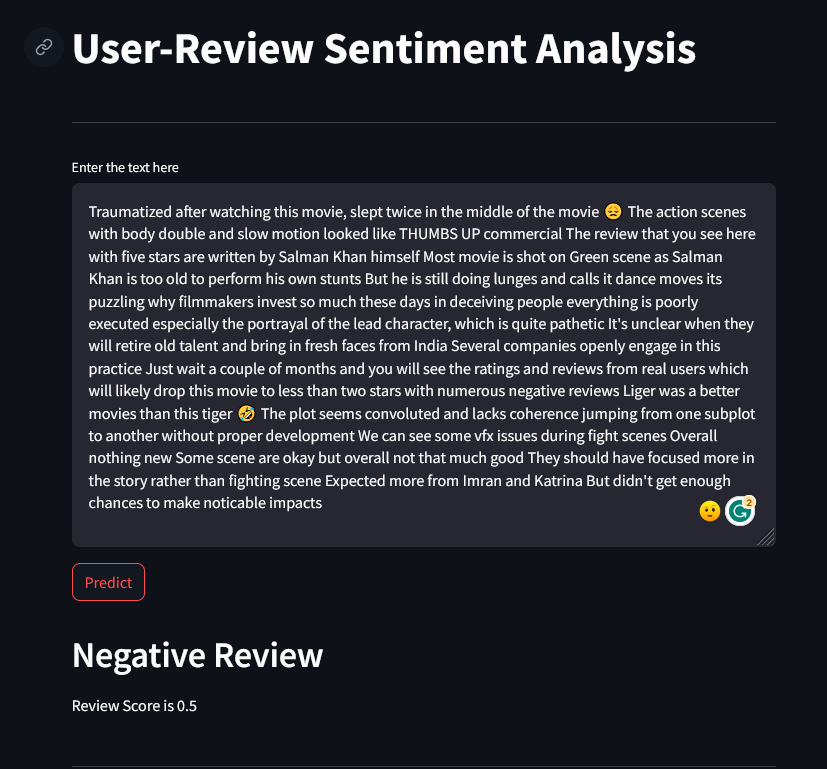 User-Review Sentiment Analysis
Enter the text here
Traumatized after watching this movie, slept twice in the middle of the movie 😔 The action scenes
with body double and slow motion looked like THUMBS UP commercial The review that you see here
with five stars are written by Salman Khan himself Most movie is shot on Green scene as Salman
Khan is too old to perform his own stunts But he is still doing lunges and calls it dance moves its
puzzling why filmmakers invest so much these days in deceiving people everything is poorly
executed especially the portrayal of the lead character, which is quite pathetic It's unclear when they
will retire old talent and bring in fresh faces from India Several companies openly engage in this
practice Just wait a couple of months and you will see the ratings and reviews from real users which
will likely drop this movie to less than two stars with numerous negative reviews Liger was a better
movies than this tiger 🤣 The plot seems convoluted and lacks coherence jumping from one subplot
to another without proper development We can see some vfx issues during fight scenes Overall
nothing new Some scene are okay but overall not that much good They should have focused more in
the story rather than fighting scene Expected more from Imran and Katrina But didn't get enough
chances to make noticable impacts
2
Predict
Negative Review
Review Score is 0.5